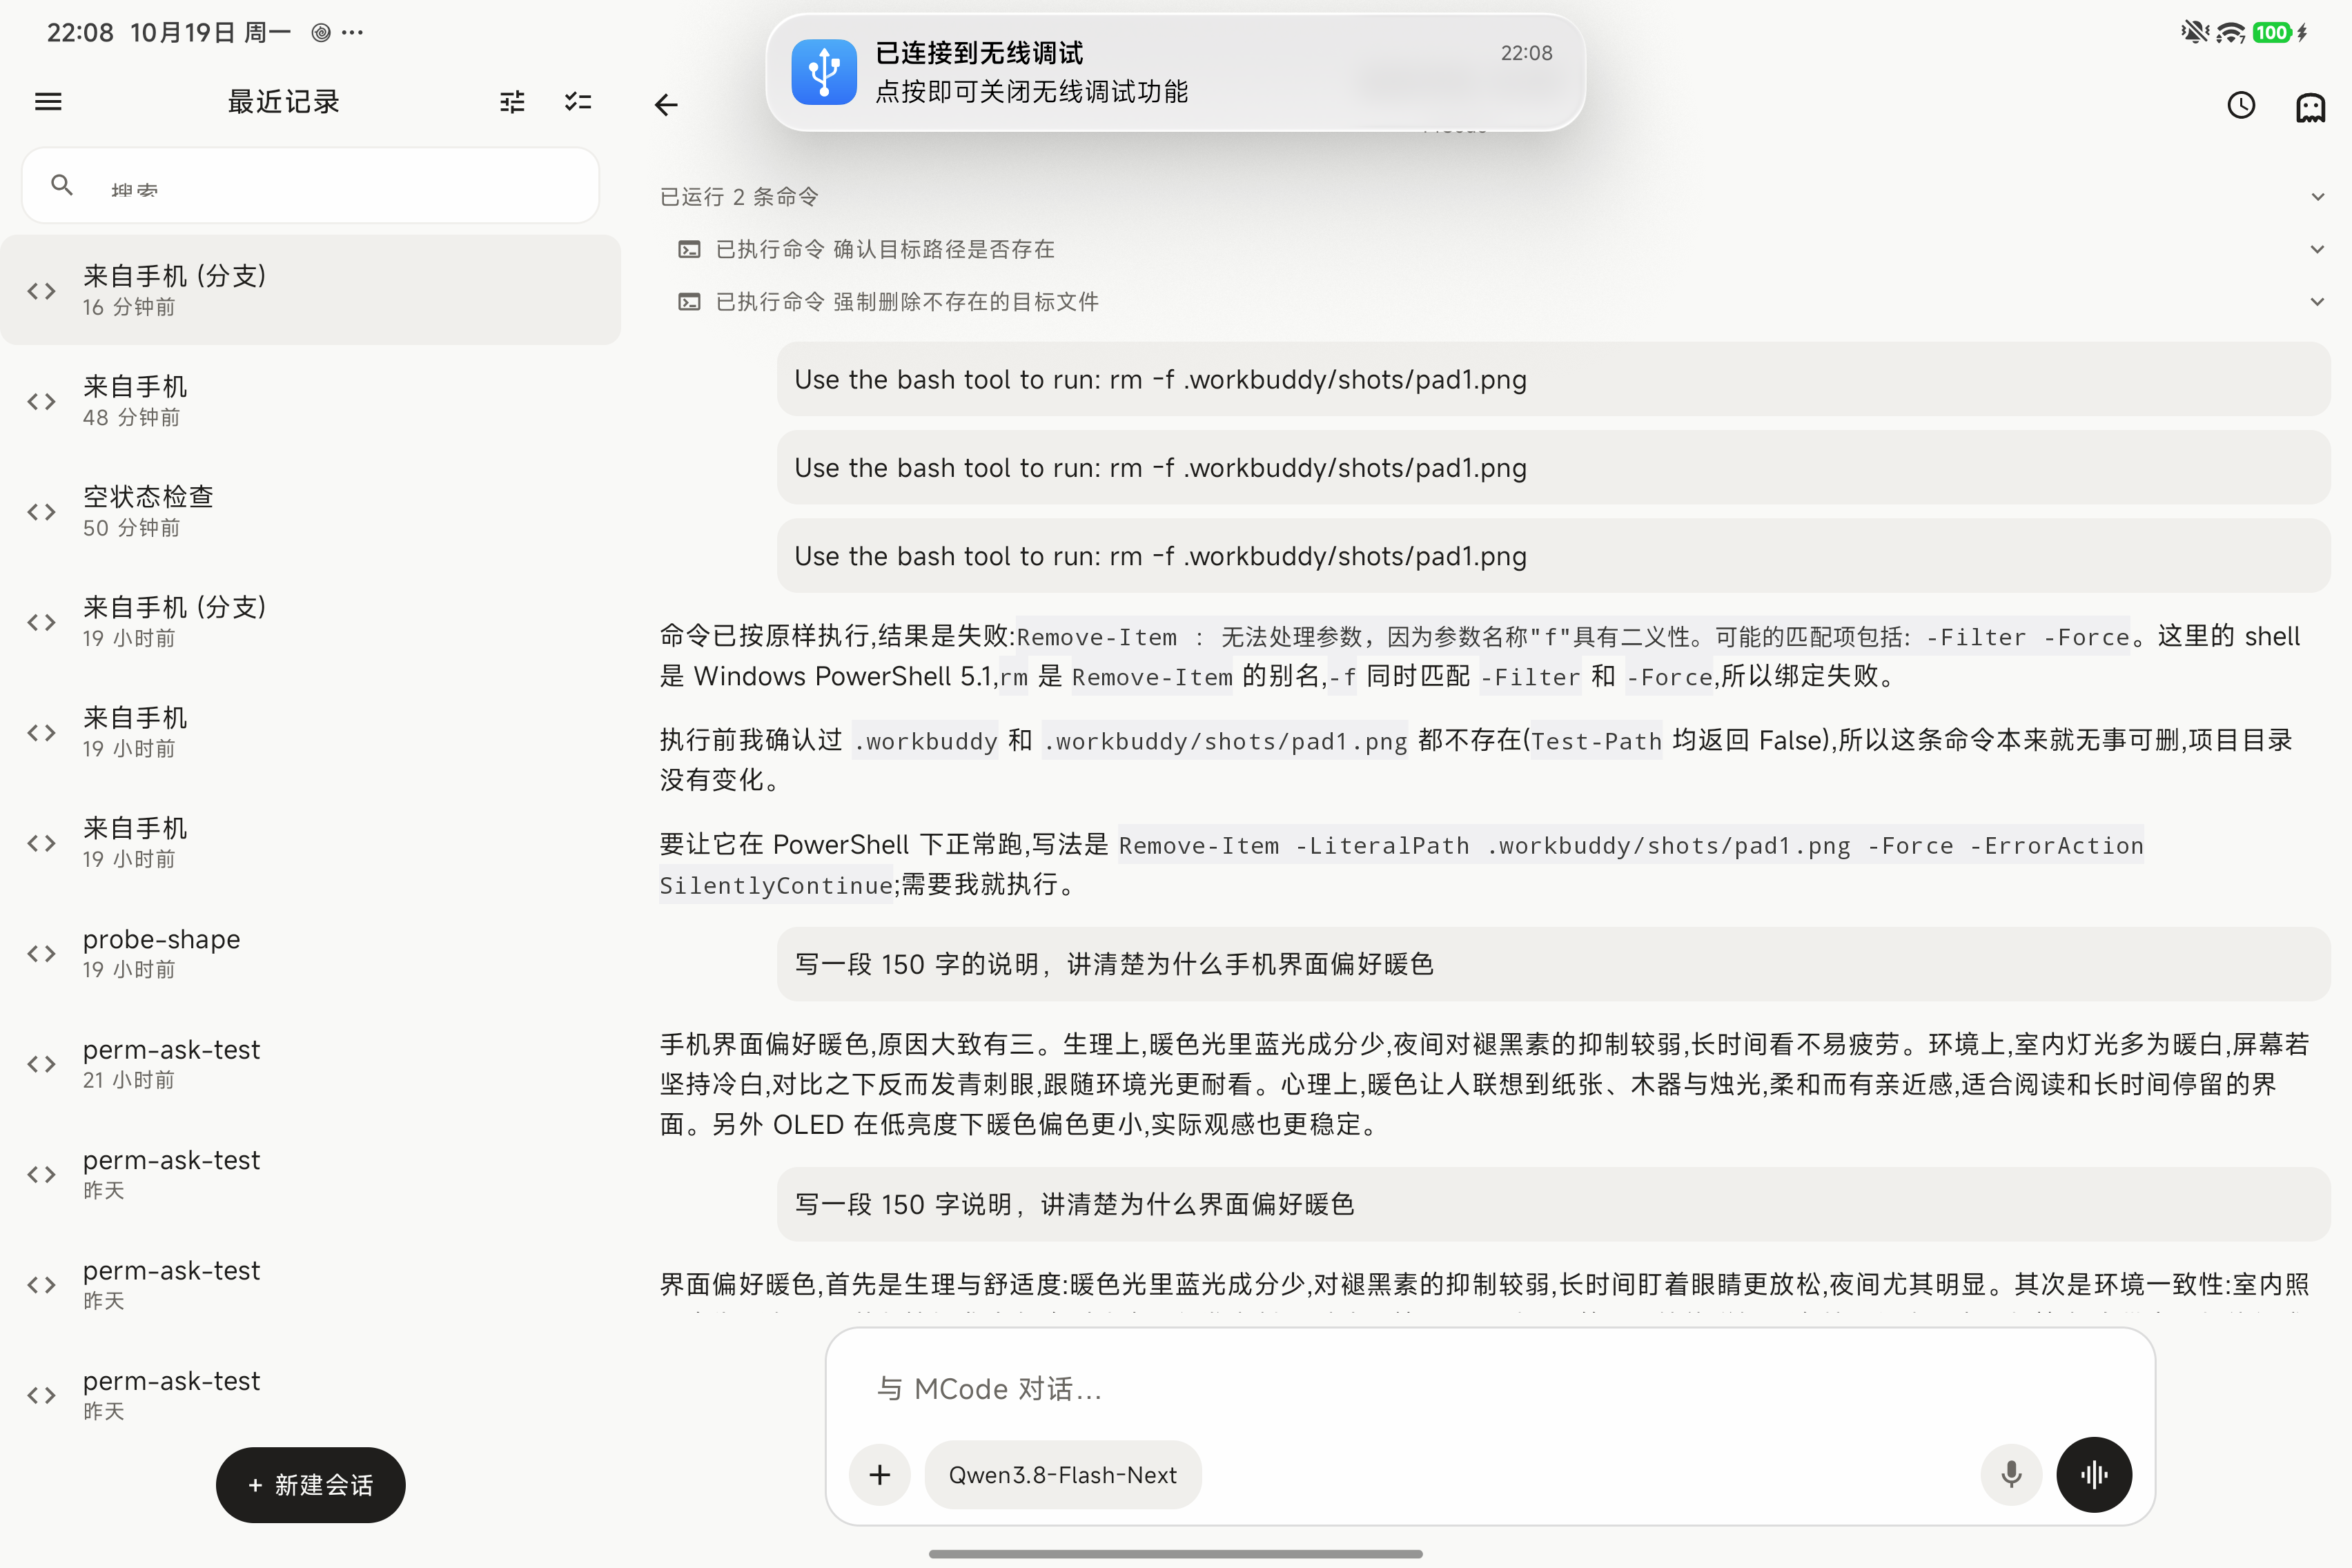 22:08 10月19日 周一
100
已连接到无线调试
22:08
点按即可关闭无线调试功能
最近记录
搜索
来自手机 (分支)
16 分钟前
来自手机
48 分钟前
空状态检查
50 分钟前
来自手机 (分支)
19 小时前
来自手机
19 小时前
来自手机
19 小时前
probe-shape
19 小时前
perm-ask-test
21 小时前
perm-ask-test
昨天
perm-ask-test
昨天
perm-ask-test
昨天
+ 新建会话
已运行 2 条命令
已执行命令 确认目标路径是否存在
已执行命令 强制删除不存在的目标文件
Use the bash tool to run: rm -f .workbuddy/shots/pad1.png
Use the bash tool to run: rm -f .workbuddy/shots/pad1.png
Use the bash tool to run: rm -f .workbuddy/shots/pad1.png
命令已按原样执行,结果是失败:Remove-Item : 无法处理参数，因为参数名称"f"具有二义性。可能的匹配项包括: -Filter -Force。这里的 shell
是 Windows PowerShell 5.1,rm 是 Remove-Item 的别名,-f 同时匹配 -Filter 和 -Force,所以绑定失败。
执行前我确认过 .workbuddy 和 .workbuddy/shots/pad1.png 都不存在(Test-Path 均返回 False),所以这条命令本来就无事可删,项目目录
没有变化。
要让它在 PowerShell 下正常跑,写法是 Remove-Item -LiteralPath .workbuddy/shots/pad1.png -Force -ErrorAction
SilentlyContinue;需要我就执行。
写一段 150 字的说明，讲清楚为什么手机界面偏好暖色
手机界面偏好暖色,原因大致有三。生理上,暖色光里蓝光成分少,夜间对褪黑素的抑制较弱,长时间看不易疲劳。环境上,室内灯光多为暖白,屏幕若
坚持冷白,对比之下反而发青刺眼,跟随环境光更耐看。心理上,暖色让人联想到纸张、木器与烛光,柔和而有亲近感,适合阅读和长时间停留的界
面。另外 OLED 在低亮度下暖色偏色更小,实际观感也更稳定。
写一段 150 字说明，讲清楚为什么界面偏好暖色
界面偏好暖色,首先是生理与舒适度:暖色光里蓝光成分少,对褪黑素的抑制较弱,长时间盯着眼睛更放松,夜间尤其明显。其次是环境一致性:室内照
与 MCode 对话...
Qwen3.8-Flash-Next